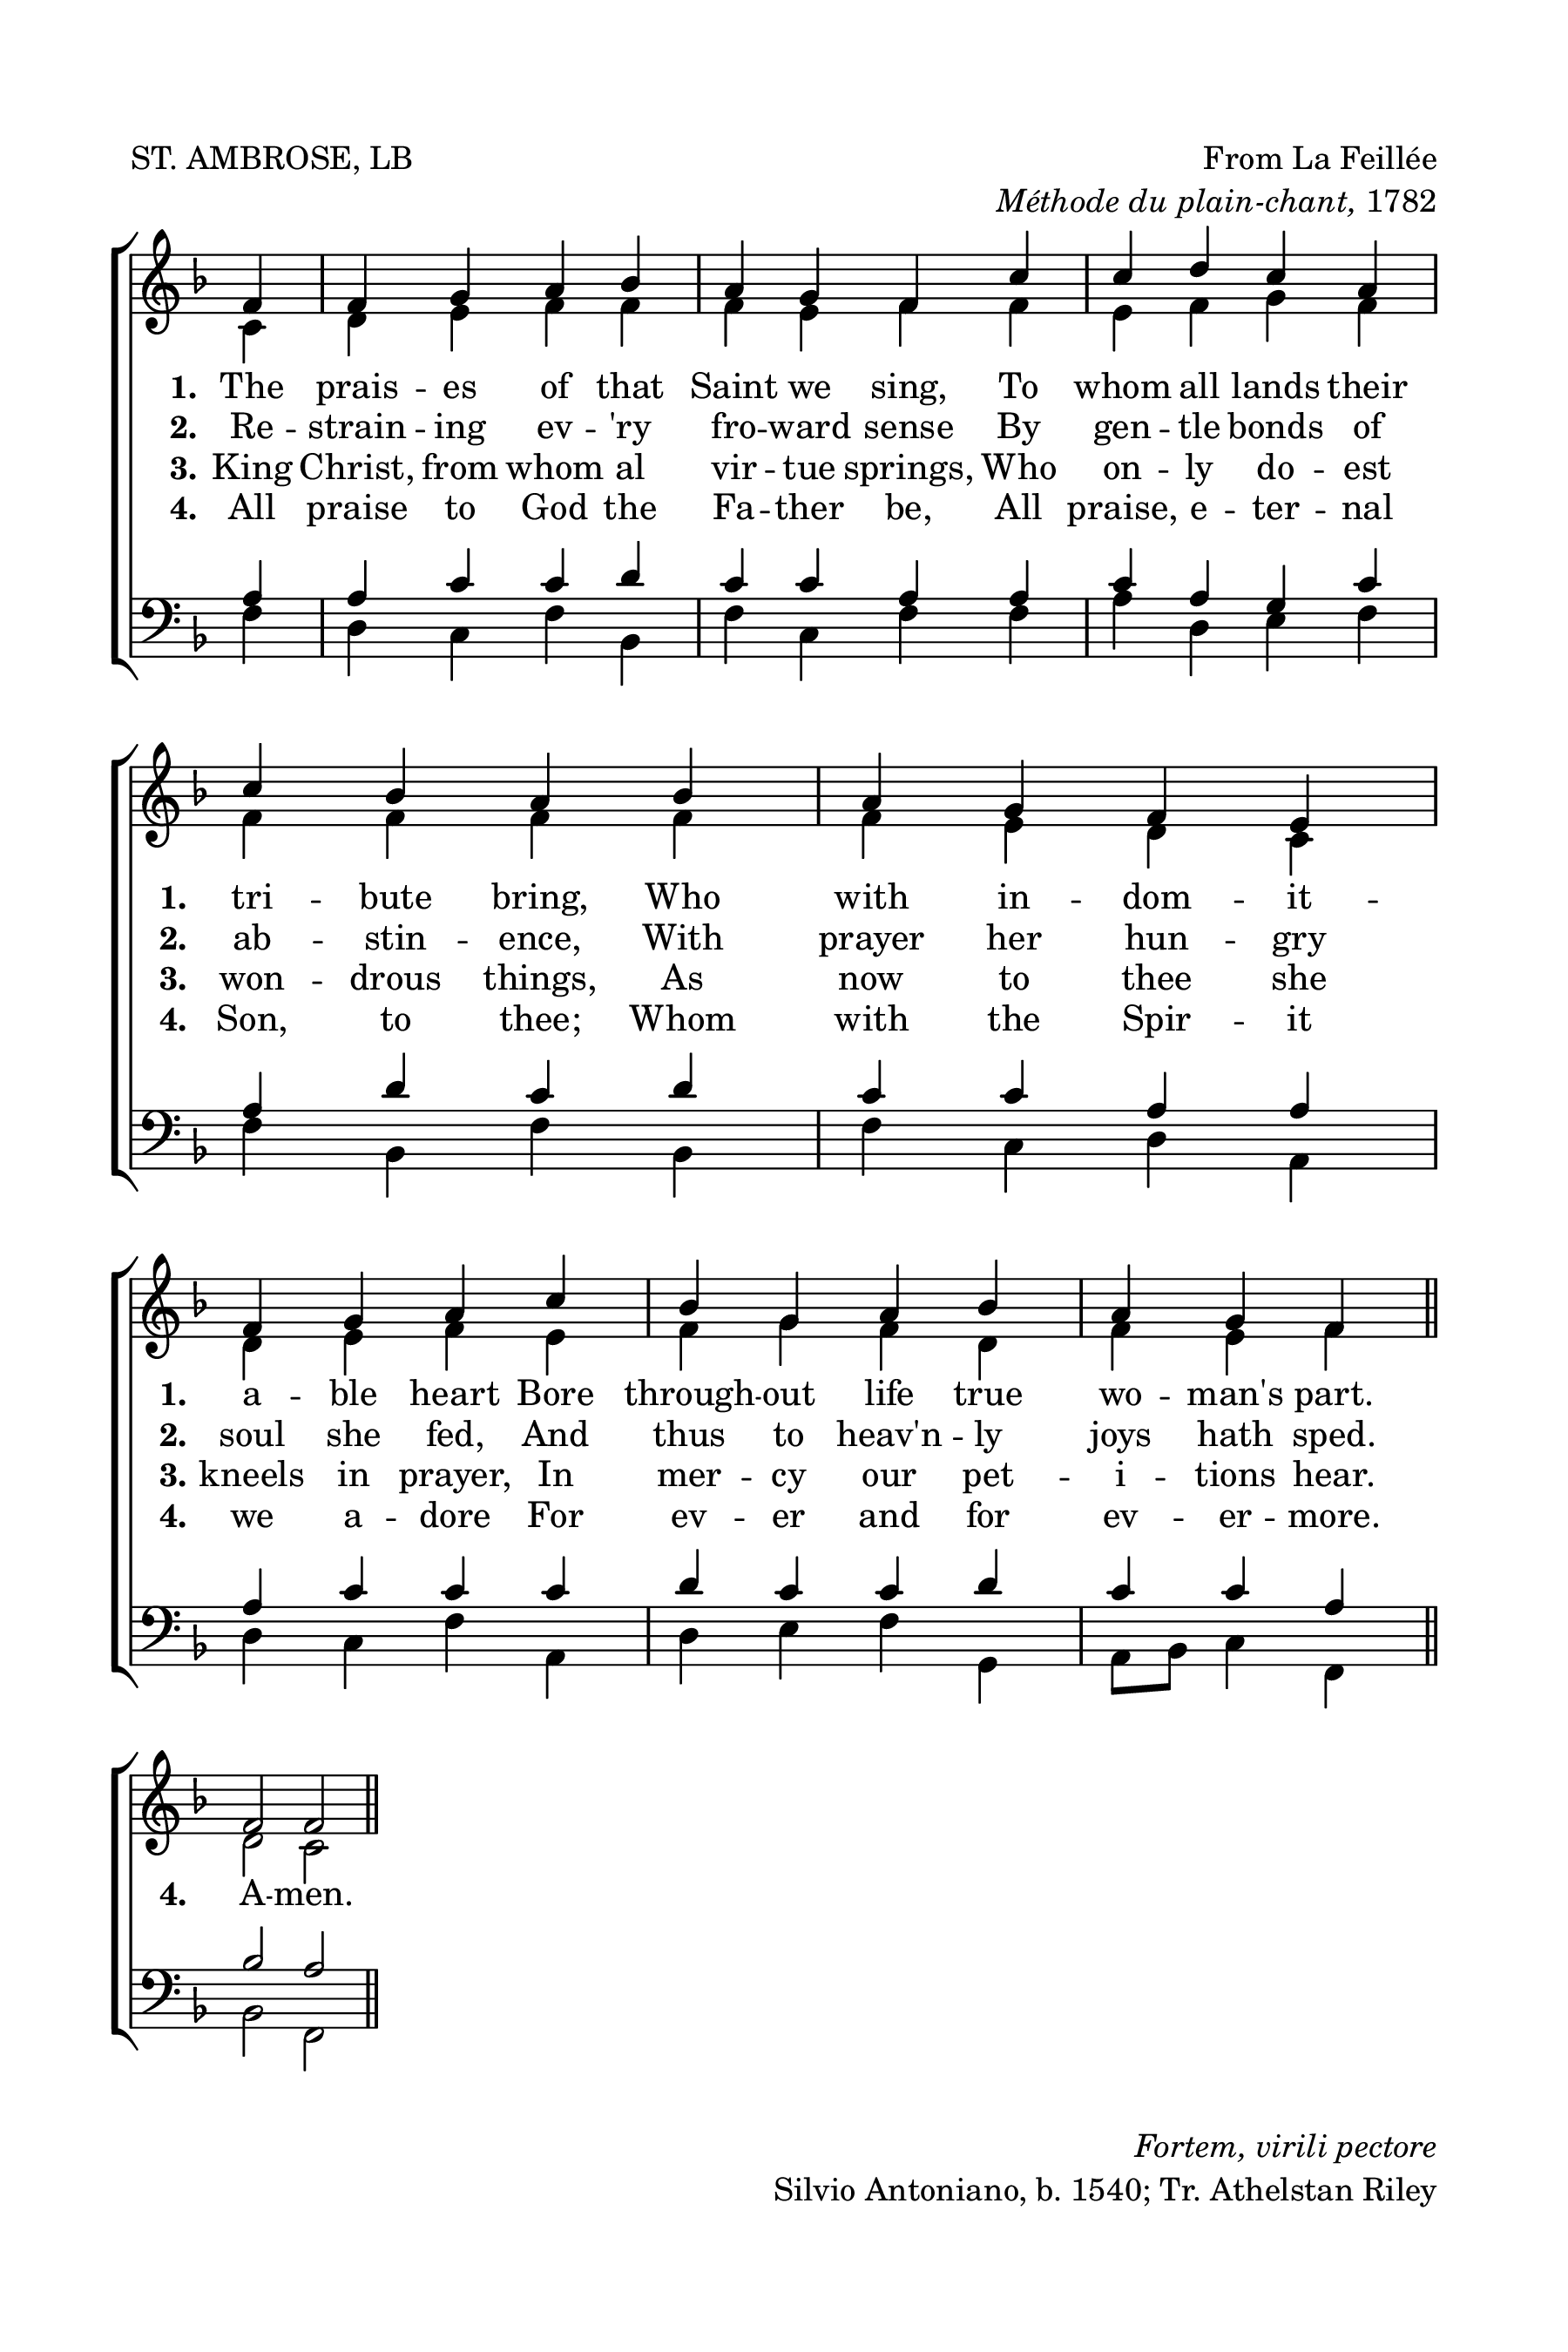 ST. AMBROSE, LB
From La Feillée
Méthode du plain-chant, 1782
1. The prais - es of that Saint we sing, To whom all lands their
2. Re - strain - ing ev - 'ry fro - ward sense By gen - tle bonds of
3. King Christ, from whom al vir - tue springs, Who on - ly do - est
4. All praise to God the Fa - ther be, All praise, e - ter - nal
1. tri - bute bring, Who with in - dom - it -
2. ab - stin - ence, With prayer her hun - gry
3. won - drous things, As now to thee she
4. Son, to thee; Whom with the Spir - it
1. a - ble heart Bore through - out life true wo - man's part.
2. soul she fed, And thus to heav'n - ly joys hath sped.
3. kneels in prayer, In mer - cy our pet - i - tions hear.
4. we a - dore For ev - er and for ev - er - more.
4. A - men.
Fortem, virili pectore
Silvio Antoniano, b. 1540; Tr. Athelstan Riley